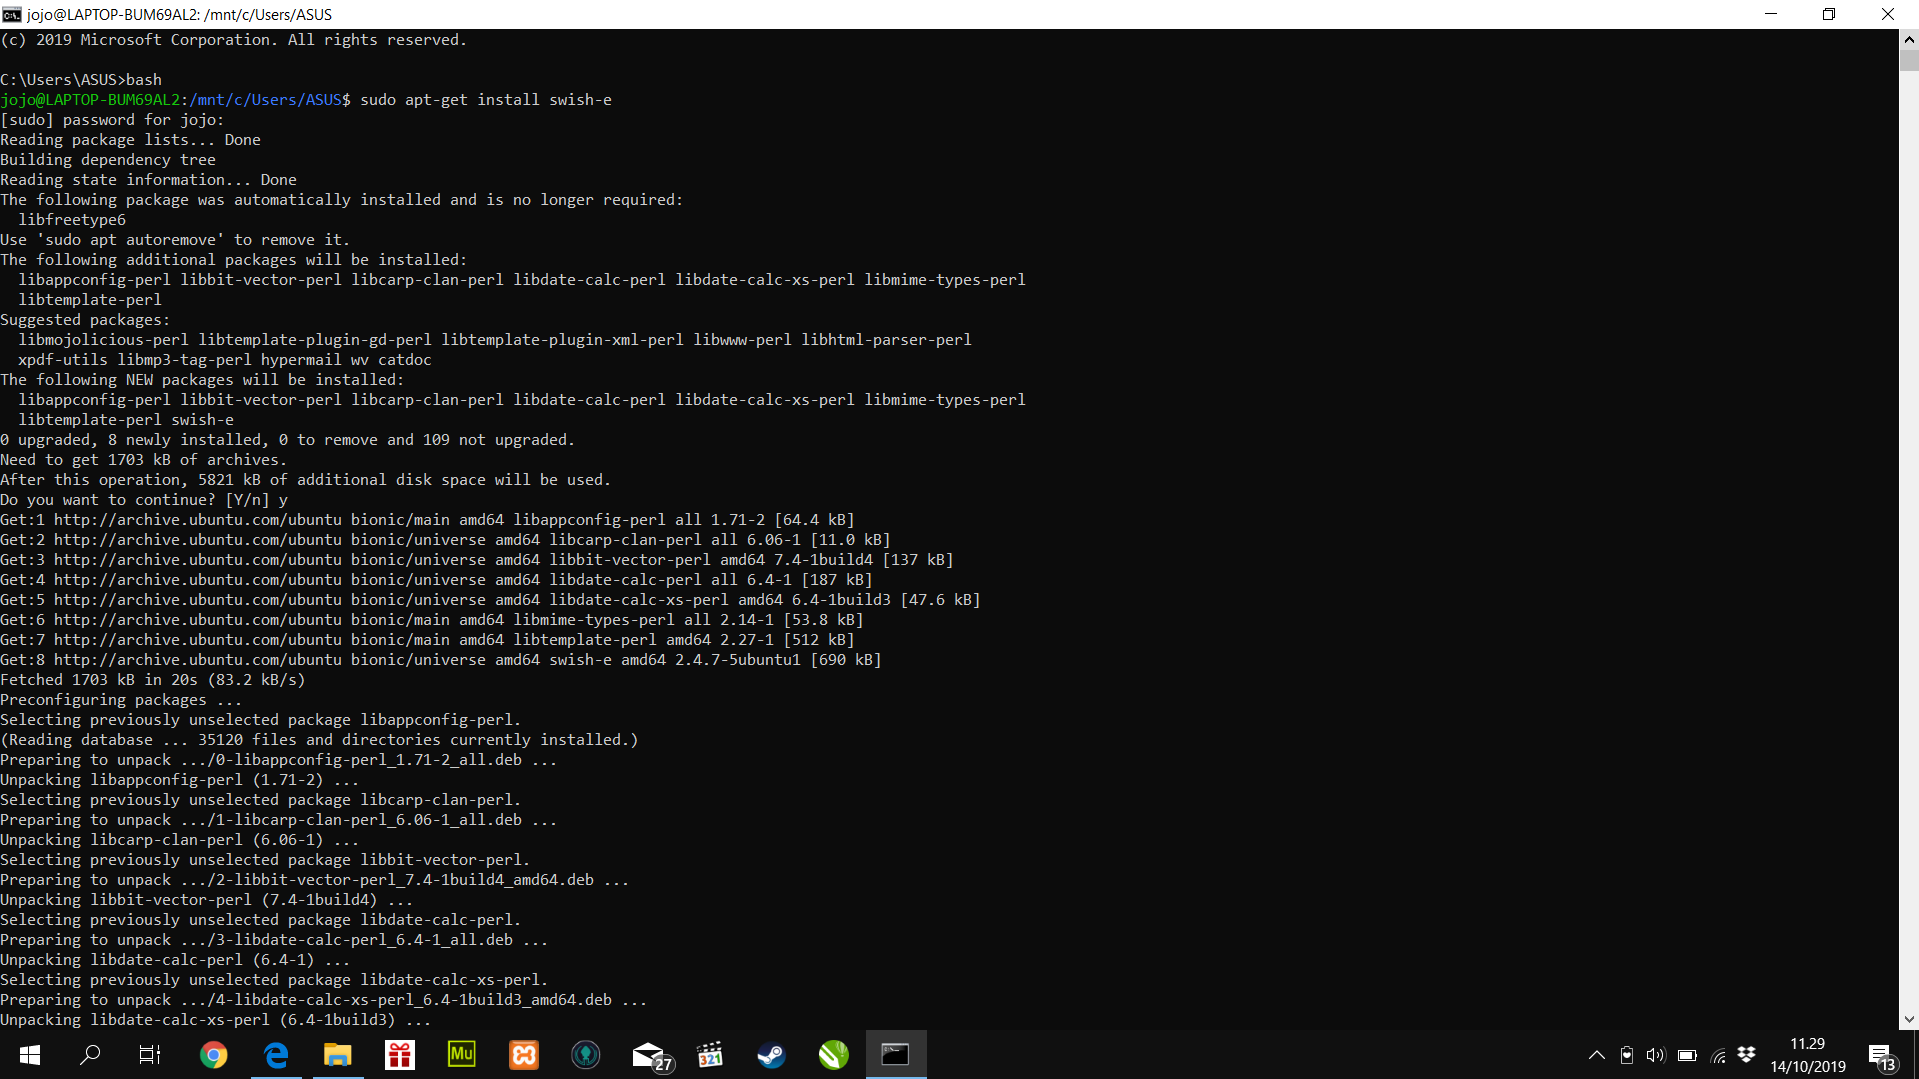 jojo@LAPTOP-BUM69AL2: /mnt/c/Users/ASUS
(c) 2019 Microsoft Corporation. All rights reserved.
C:\Users\ASUS>bash
jojo@LAPTOP-BUM69AL2:/mnt/c/Users/ASUS$ sudo apt-get install swish-e
[sudo] password for jojo:
Reading package lists... Done
Building dependency tree
Reading state information... Done
The following package was automatically installed and is no longer required:
  libfreetype6
Use 'sudo apt autoremove' to remove it.
The following additional packages will be installed:
  libappconfig-perl libbit-vector-perl libcarp-clan-perl libdate-calc-perl libdate-calc-xs-perl libmime-types-perl
  libtemplate-perl
Suggested packages:
  libmojolicious-perl libtemplate-plugin-gd-perl libtemplate-plugin-xml-perl libwww-perl libhtml-parser-perl
  xpdf-utils libmp3-tag-perl hypermail wv catdoc
The following NEW packages will be installed:
  libappconfig-perl libbit-vector-perl libcarp-clan-perl libdate-calc-perl libdate-calc-xs-perl libmime-types-perl
  libtemplate-perl swish-e
0 upgraded, 8 newly installed, 0 to remove and 109 not upgraded.
Need to get 1703 kB of archives.
After this operation, 5821 kB of additional disk space will be used.
Do you want to continue? [Y/n] y
Get:1 http://archive.ubuntu.com/ubuntu bionic/main amd64 libappconfig-perl all 1.71-2 [64.4 kB]
Get:2 http://archive.ubuntu.com/ubuntu bionic/universe amd64 libcarp-clan-perl all 6.06-1 [11.0 kB]
Get:3 http://archive.ubuntu.com/ubuntu bionic/universe amd64 libbit-vector-perl amd64 7.4-1build4 [137 kB]
Get:4 http://archive.ubuntu.com/ubuntu bionic/universe amd64 libdate-calc-perl all 6.4-1 [187 kB]
Get:5 http://archive.ubuntu.com/ubuntu bionic/universe amd64 libdate-calc-xs-perl amd64 6.4-1build3 [47.6 kB]
Get:6 http://archive.ubuntu.com/ubuntu bionic/main amd64 libmime-types-perl all 2.14-1 [53.8 kB]
Get:7 http://archive.ubuntu.com/ubuntu bionic/main amd64 libtemplate-perl amd64 2.27-1 [512 kB]
Get:8 http://archive.ubuntu.com/ubuntu bionic/universe amd64 swish-e amd64 2.4.7-5ubuntu1 [690 kB]
Fetched 1703 kB in 20s (83.2 kB/s)
Preconfiguring packages ...
Selecting previously unselected package libappconfig-perl.
(Reading database ... 35120 files and directories currently installed.)
Preparing to unpack .../0-libappconfig-perl_1.71-2_all.deb ...
Unpacking libappconfig-perl (1.71-2) ...
Selecting previously unselected package libcarp-clan-perl.
Preparing to unpack .../1-libcarp-clan-perl_6.06-1_all.deb ...
Unpacking libcarp-clan-perl (6.06-1) ...
Selecting previously unselected package libbit-vector-perl.
Preparing to unpack .../2-libbit-vector-perl_7.4-1build4_amd64.deb ...
Unpacking libbit-vector-perl (7.4-1build4) ...
Selecting previously unselected package libdate-calc-perl.
Preparing to unpack .../3-libdate-calc-perl_6.4-1_all.deb ...
Unpacking libdate-calc-perl (6.4-1) ...
Selecting previously unselected package libdate-calc-xs-perl.
Preparing to unpack .../4-libdate-calc-xs-perl_6.4-1build3_amd64.deb ...
Unpacking libdate-calc-xs-perl (6.4-1build3) ...
Mu
27
321
11.29
14/10/2019
13